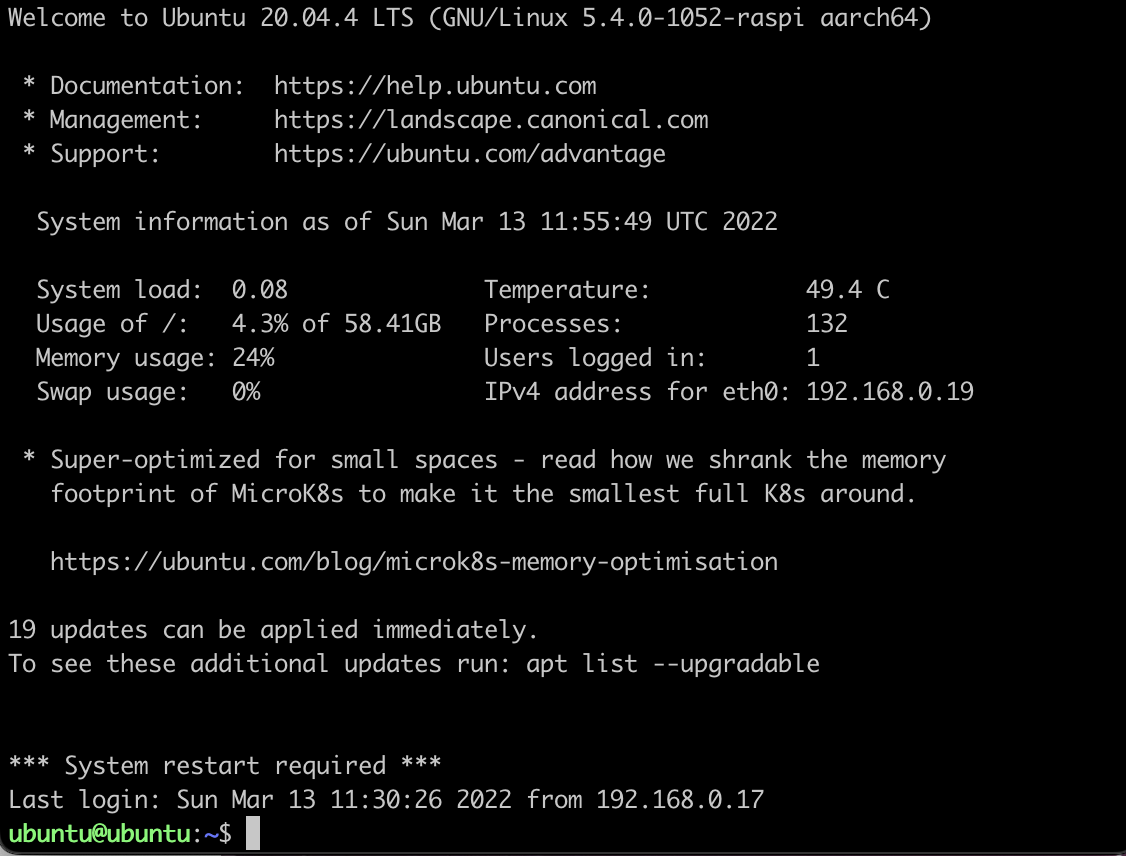 Welcome to Ubuntu 20.04.4 LTS (GNU/Linux 5.4.0-1052-raspi aarch64)
* Documentation: https://help.ubuntu.com
* Management: https://landscape.canonical.com
* Support: https://ubuntu.com/advantage
System information as of Sun Mar 13 11:55:49 UTC 2022
System load: 0.08 Temperature: 49.4 C
Usage of /: 4.3% of 58.41GB Processes: 132
Memory usage: 24% Users logged in: 1
Swap usage: 0% IPv4 address for eth0: 192.168.0.19
* Super-optimized for small spaces - read how we shrank the memory
footprint of MicroK8s to make it the smallest full K8s around.
https://ubuntu.com/blog/microk8s-memory-optimisation
19 updates can be applied immediately.
To see these additional updates run: apt list --upgradable
*** System restart required ***
Last login: Sun Mar 13 11:30:26 2022 from 192.168.0.17
ubuntu@ubuntu:~$